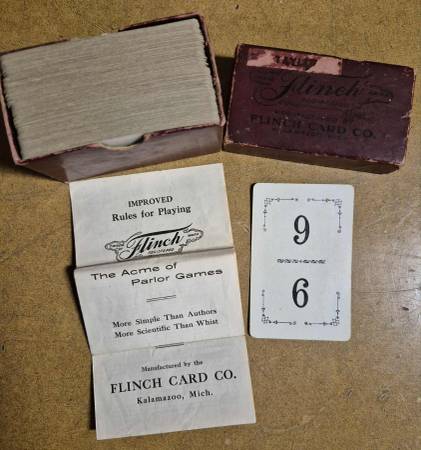 Flinch
FLINCH CARD CO.
IMPROVED
Rules for Playing
Flinch
The Acme of
Parlor Games
More Simple Than Authors
More Scientific Than Whist
Manufactured by the
FLINCH CARD CO.
Kalamazoo, Mich.
9
6